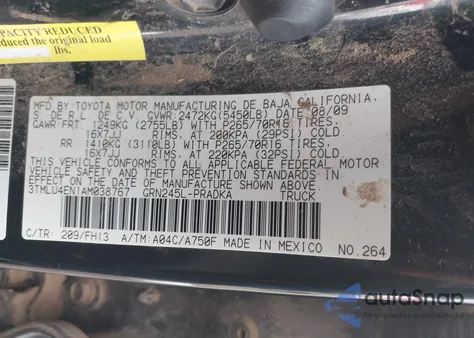 CAPACITY REDUCED
duced the original load
lbs.
MFD.BY:TOYOTA MOTOR MANUFACTURING DE BAJA CALIFORNIA,
S. DE R.L. DE C.V. GVWR:2472KG(5450LB) DATE:08/09
GAWR FRT. 1249KG (2755LB) WITH P265/70R16 TIRES,
16X7JJ RIMS. AT 200KPA (29PSI) COLD.
RR. 1410KG (3110LB) WITH P265/70R16 TIRES,
16X7JJ RIMS. AT 220KPA (32PSI) COLD.
THIS VEHICLE CONFORMS TO ALL APPLICABLE FEDERAL MOTOR
VEHICLE SAFETY AND THEFT PREVENTION STANDARDS IN
EFFECT ON THE DATE OF MANUFACTURE SHOWN ABOVE.
3TMLU4EN1AM038767 GRN245L-PRADKA TRUCK
C/TR: 209/FH13 A/TM:A04C/A750F MADE IN MEXICO NO.264
autoSnap